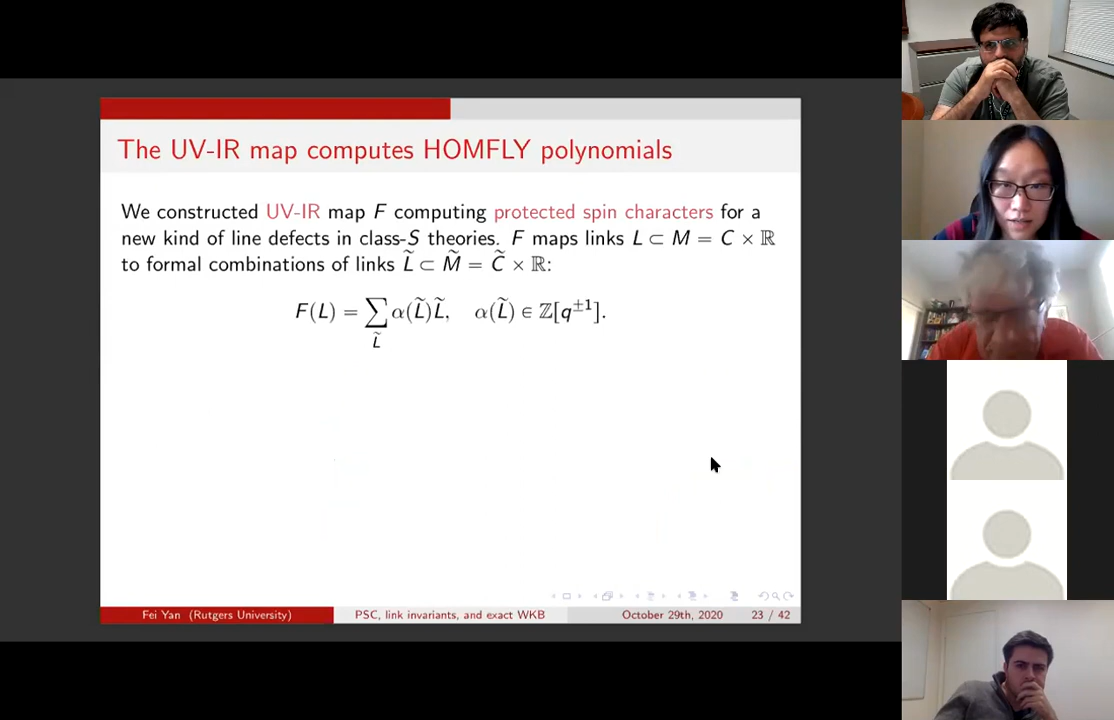 The UV-IR map computes HOMFLY polynomials
We constructed UV-IR map F computing protected spin characters for a
new kind of line defects in class-S theories. F maps links L ⊂ M = C × ℝ
to formal combinations of links L̃ ⊂ M̃ = C̃ × ℝ:
F(L) = ∑_L̃ α(L̃)L̃, α(L̃) ∈ ℤ[q^{±1}].
Fei Yan (Rutgers University) PSC, link invariants, and exact WKB October 29th, 2020 23 / 42